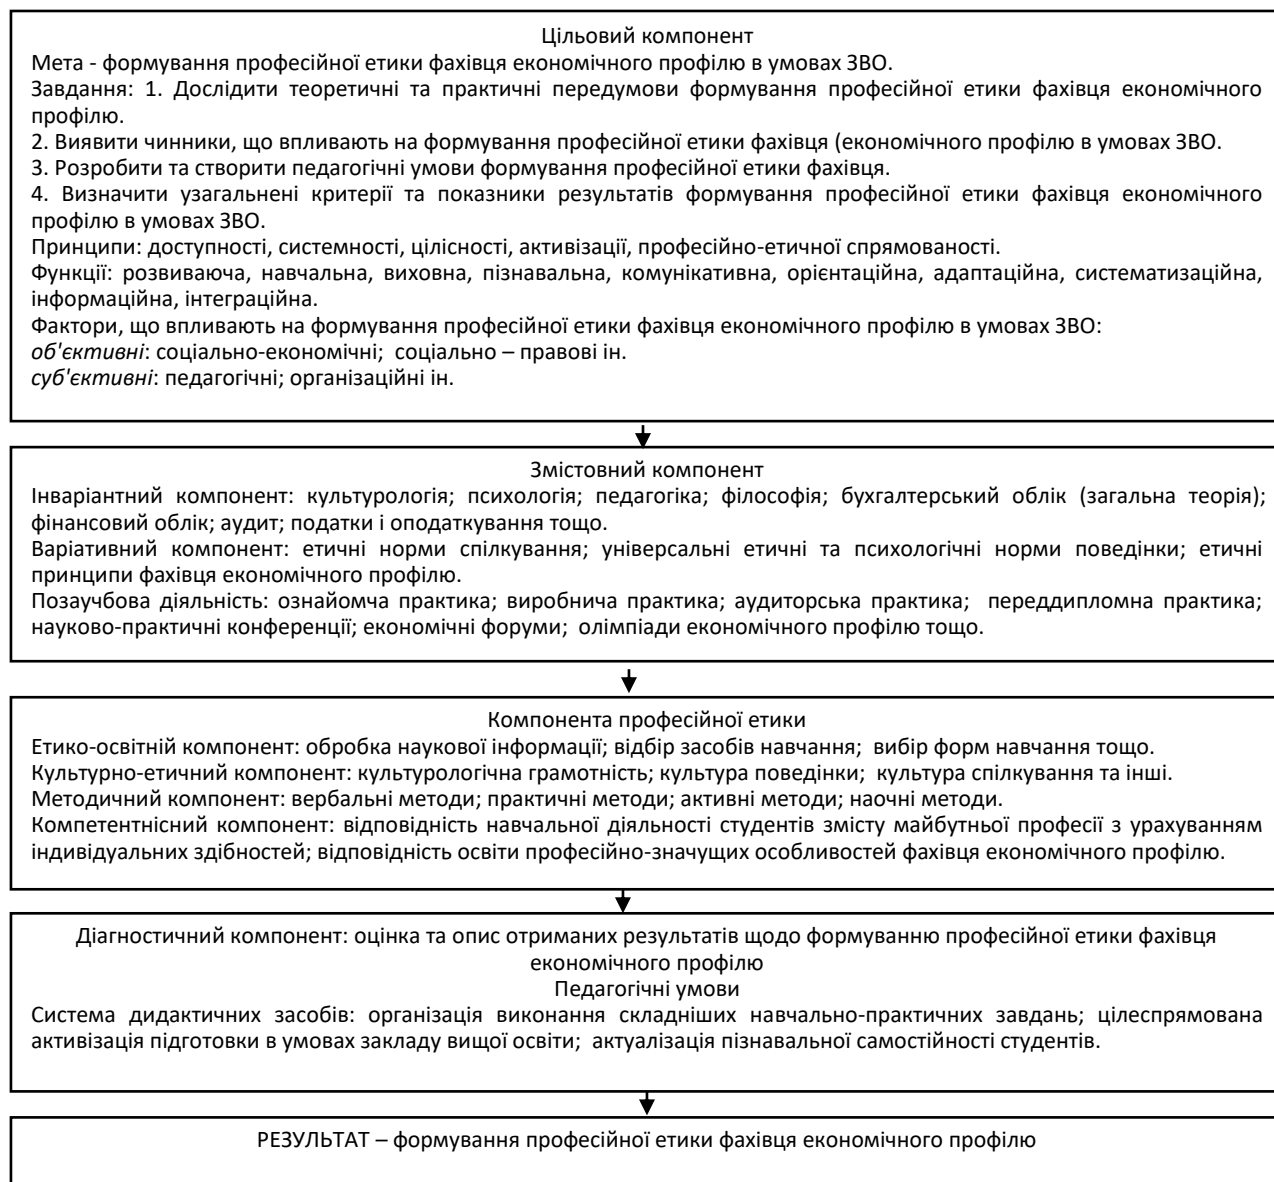 Цільовий компонент
Мета - формування професійної етики фахівця економічного профілю в умовах ЗВО.
Завдання: 1. Дослідити теоретичні та практичні передумови формування професійної етики фахівця економічного
профілю.
2. Виявити чинники, що впливають на формування професійної етики фахівця (економічного профілю в умовах ЗВО.
3. Розробити та створити педагогічні умови формування професійної етики фахівця.
4. Визначити узагальнені критерії та показники результатів формування професійної етики фахівця економічного
профілю в умовах ЗВО.
Принципи: доступності, системності, цілісності, активізації, професійно-етичної спрямованості.
Функції: розвиваюча, навчальна, виховна, пізнавальна, комунікативна, орієнтаційна, адаптаційна, систематизаційна,
інформаційна, інтеграційна.
Фактори, що впливають на формування професійної етики фахівця економічного профілю в умовах ЗВО:
об'єктивні: соціально-економічні; соціально – правові ін.
суб'єктивні: педагогічні; організаційні ін.
Змістовний компонент
Інваріантний компонент: культурологія; психологія; педагогіка; філософія; бухгалтерський облік (загальна теорія);
фінансовий облік; аудит; податки і оподаткування тощо.
Варіативний компонент: етичні норми спілкування; універсальні етичні та психологічні норми поведінки; етичні
принципи фахівця економічного профілю.
Позаучбова діяльність: ознайомча практика; виробнича практика; аудиторська практика; переддипломна практика;
науково-практичні конференції; економічні форуми; олімпіади економічного профілю тощо.
Компонента професійної етики
Етико-освітній компонент: обробка наукової інформації; відбір засобів навчання; вибір форм навчання тощо.
Культурно-етичний компонент: культурологічна грамотність; культура поведінки; культура спілкування та інші.
Методичний компонент: вербальні методи; практичні методи; активні методи; наочні методи.
Компетентнісний компонент: відповідність навчальної діяльності студентів змісту майбутньої професії з урахуванням
індивідуальних здібностей; відповідність освіти професійно-значущих особливостей фахівця економічного профілю.
Діагностичний компонент: оцінка та опис отриманих результатів щодо формуванню професійної етики фахівця
економічного профілю
Педагогічні умови
Система дидактичних засобів: організація виконання складніших навчально-практичних завдань; цілеспрямована
активізація підготовки в умовах закладу вищої освіти; актуалізація пізнавальної самостійності студентів.
РЕЗУЛЬТАТ – формування професійної етики фахівця економічного профілю